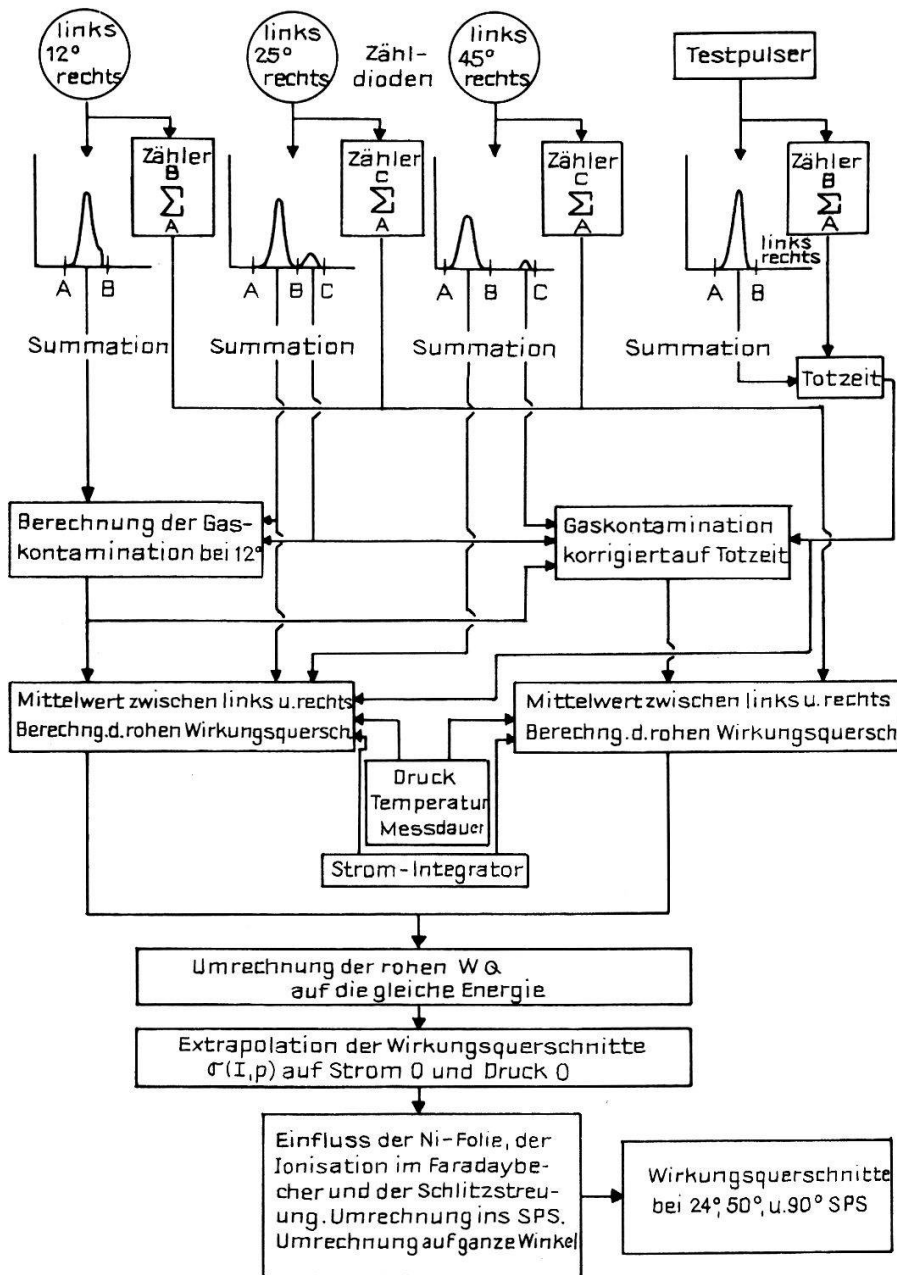 links
12°
rechts
links
25°
rechts
Zähl-
dioden
links
45°
rechts
Testpulser
Zähler
B
Σ
A
Zähler
C
Σ
A
Zähler
C
Σ
A
Zähler
B
Σ
A
links
rechts
A B
A B C
A B C
A B
Summation
Summation
Summation
Summation
Totzeit
Berechnung der Gas-
kontamination bei 12°
Gaskontamination
korrigiert auf Totzeit
Mittelwert zwischen links u. rechts
Berechng. d. rohen Wirkungsquersch.
Mittelwert zwischen links u. rechts
Berechng. d. rohen Wirkungsquersch
Druck
Temperatur
Messdauer
Strom-Integrator
Umrechnung der rohen WQ
auf die gleiche Energie
Extrapolation der Wirkungsquerschnitte
σ(I,p) auf Strom 0 und Druck 0
Einfluss der Ni-Folie, der
Ionisation im Faradaybe-
cher und der Schlitzstreu-
ung. Umrechnung ins SPS.
Umrechnung auf ganze Winkel
Wirkungsquerschnitte
bei 24°, 50°, u. 90° SPS